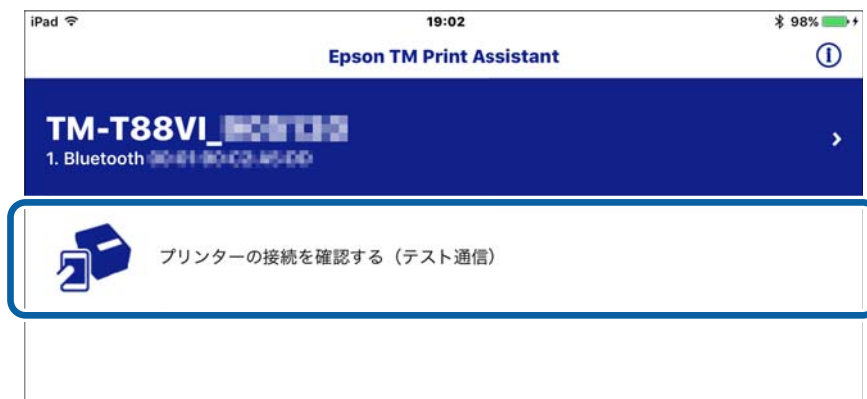 iPad 19:02 98%
Epson TM Print Assistant
TM-T88VI_
1. Bluetooth
プリンターの接続を確認する（テスト通信）